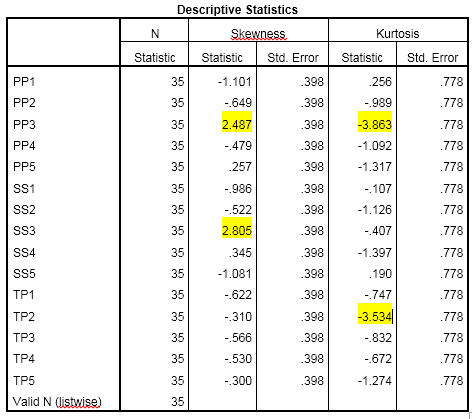 Descriptive Statistics
N Skewness Kurtosis
Statistic Statistic Std. Error Statistic Std. Error
PP1 35 -1.101 .398 .256 .778
PP2 35 -.649 .398 -.989 .778
PP3 35 2.487 .398 -3.863 .778
PP4 35 -.479 .398 -1.092 .778
PP5 35 .257 .398 -1.317 .778
SS1 35 -.986 .398 -.107 .778
SS2 35 -.522 .398 -1.126 .778
SS3 35 2.805 .398 -.407 .778
SS4 35 .345 .398 -1.397 .778
SS5 35 -1.081 .398 .190 .778
TP1 35 -.622 .398 -.747 .778
TP2 35 -.310 .398 -3.534 .778
TP3 35 -.566 .398 -.832 .778
TP4 35 -.530 .398 -.672 .778
TP5 35 -.300 .398 -1.274 .778
Valid N (listwise) 35